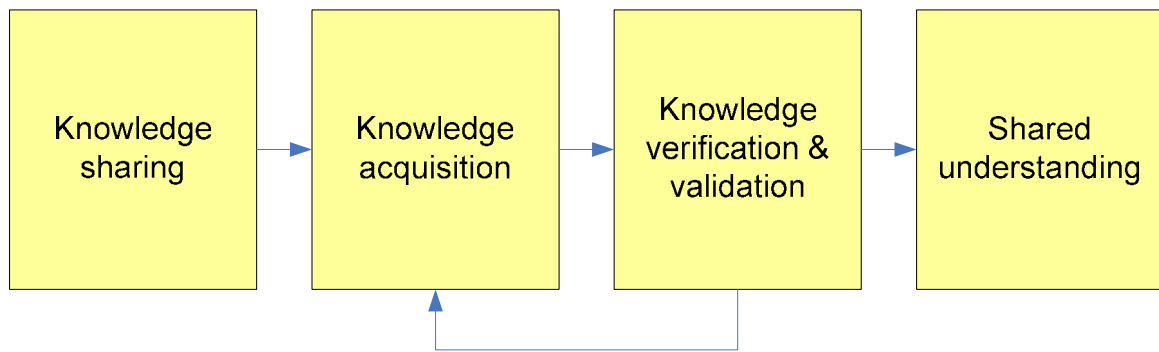 Knowledge
sharing
Knowledge
acquisition
Knowledge
verification &
validation
Shared
understanding